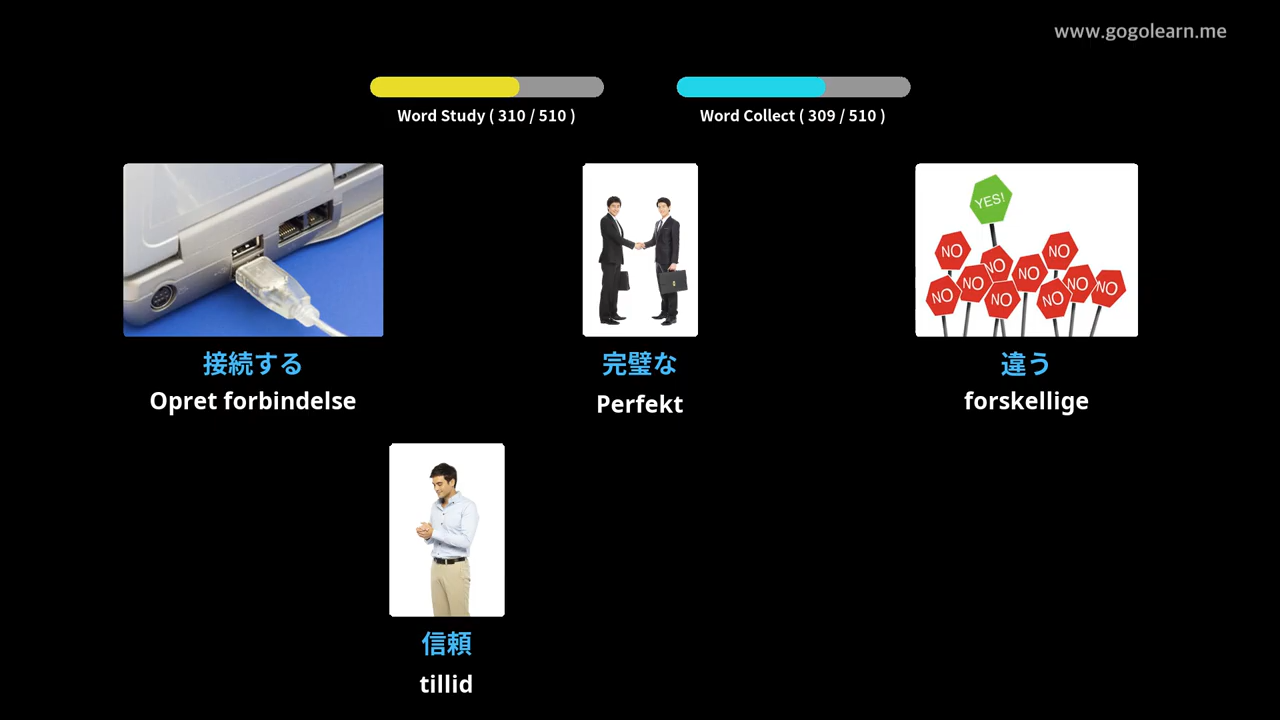 www.gogolearn.me
Word Study ( 310 / 510 )
Word Collect ( 309 / 510 )
YES!
NO
NO
NO
NO
NO
NO
NO
NO
NO
NO
接続する
完璧な
違う
Opret forbindelse
Perfekt
forskellige
信頼
tillid